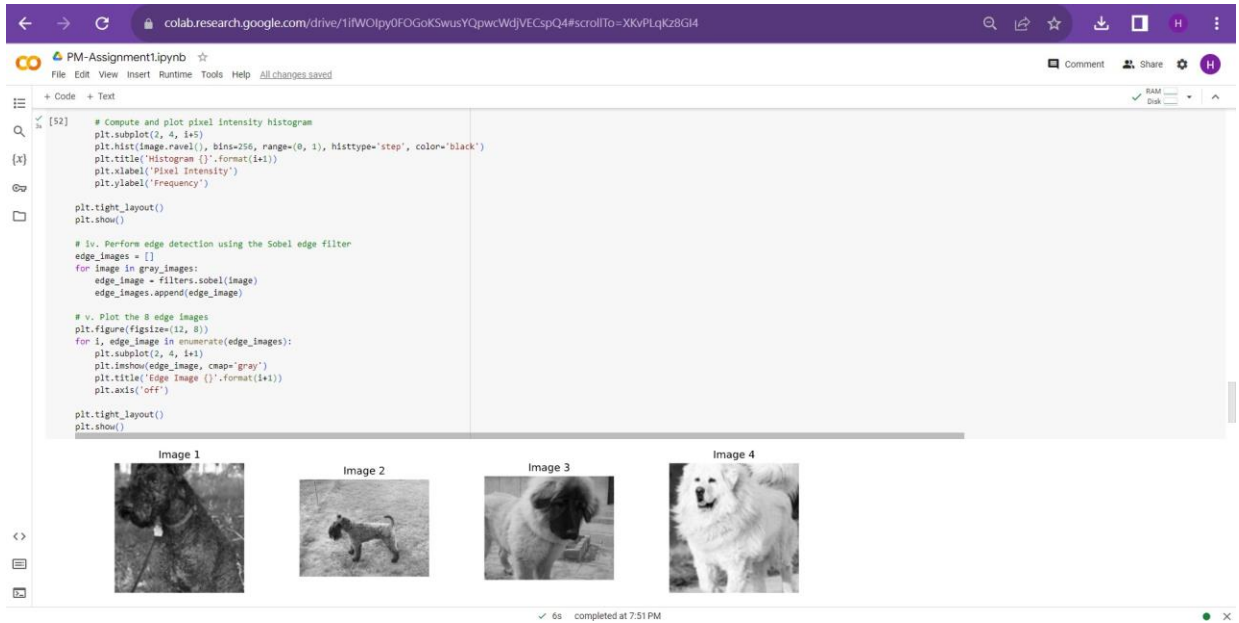 colab.research.google.com/drive/1ifWOlpy0FOGoKSwusYQpwcWdjVECspQ4#scrollTo=XKvPLqKz8GI4
H
PM-Assignment1.ipynb
File Edit View Insert Runtime Tools Help All changes saved
Comment Share H
+ Code + Text
RAM
Disk
[52] # Compute and plot pixel intensity histogram
3s
plt.subplot(2, 4, i+5)
plt.hist(image.ravel(), bins=256, range=(0, 1), histtype='step', color='black')
plt.title('Histogram {}'.format(i+1))
plt.xlabel('Pixel Intensity')
plt.ylabel('Frequency')
plt.tight_layout()
plt.show()
# iv. Perform edge detection using the Sobel edge filter
edge_images = []
for image in gray_images:
edge_image = filters.sobel(image)
edge_images.append(edge_image)
# v. Plot the 8 edge images
plt.figure(figsize=(12, 8))
for i, edge_image in enumerate(edge_images):
plt.subplot(2, 4, i+1)
plt.imshow(edge_image, cmap='gray')
plt.title('Edge Image {}'.format(i+1))
plt.axis('off')
plt.tight_layout()
plt.show()
Image 1
Image 2
Image 3
Image 4
6s completed at 7:51 PM